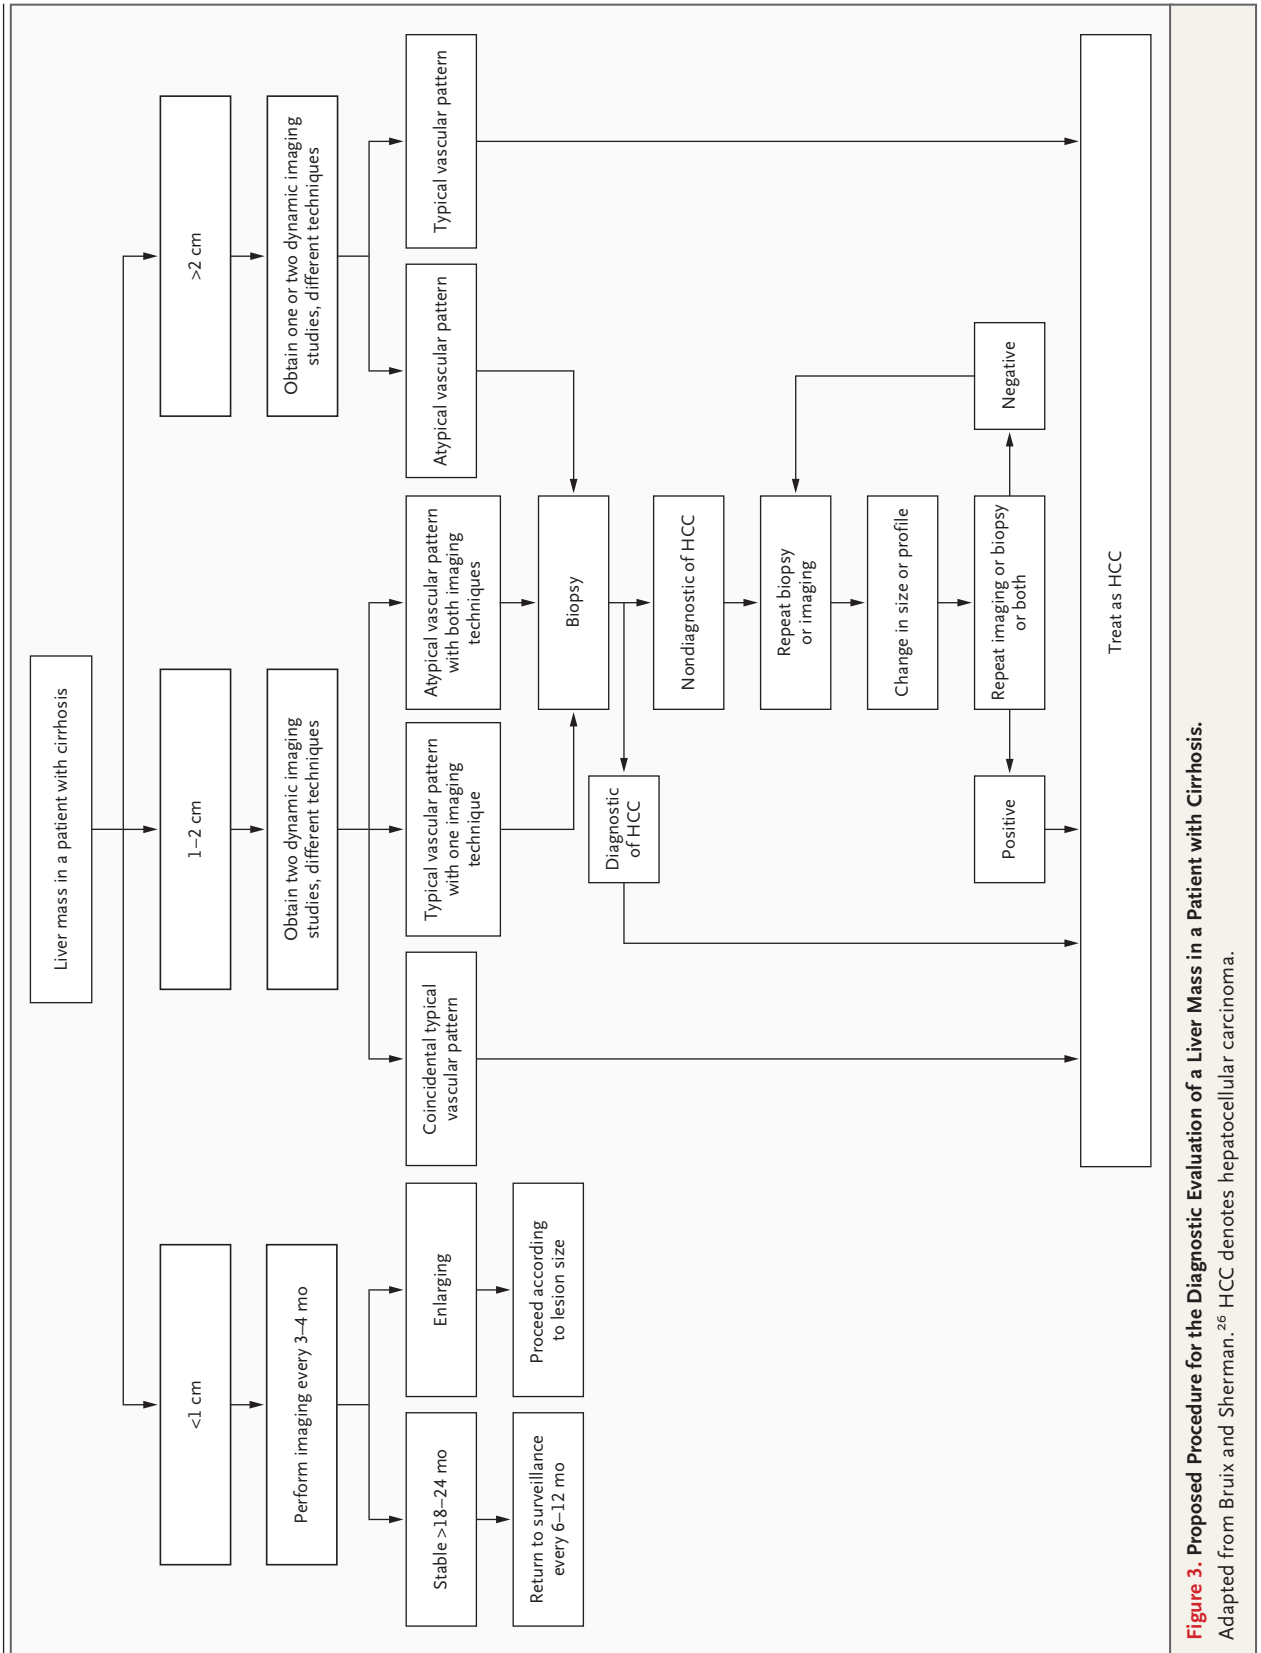 Liver mass in a patient with cirrhosis
<1 cm
1–2 cm
>2 cm
Perform imaging every 3–4 mo
Obtain two dynamic imaging
studies, different techniques
Obtain one or two dynamic imaging
studies, different techniques
Stable >18–24 mo
Enlarging
Coincidental typical
vascular pattern
Typical vascular pattern
with one imaging
technique
Atypical vascular pattern
with both imaging
techniques
Atypical vascular pattern
Typical vascular pattern
Return to surveillance
every 6–12 mo
Proceed according
to lesion size
Biopsy
Diagnostic
of HCC
Nondiagnostic of HCC
Repeat biopsy
or imaging
Change in size or profile
Positive
Repeat imaging or biopsy
or both
Negative
Treat as HCC
Figure 3. Proposed Procedure for the Diagnostic Evaluation of a Liver Mass in a Patient with Cirrhosis.
Adapted from Bruix and Sherman.26 HCC denotes hepatocellular carcinoma.